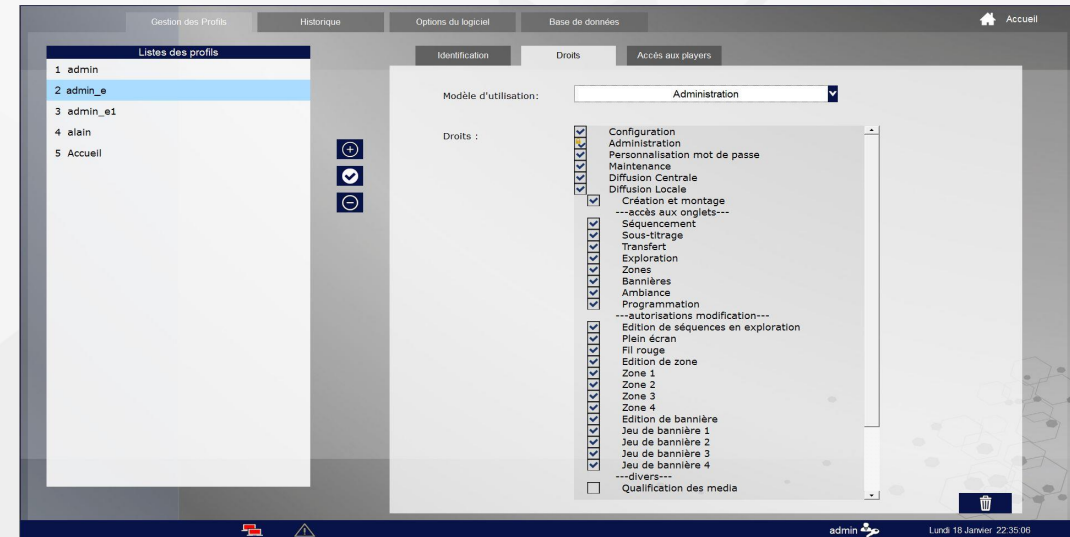 Gestion des Profils
Historique
Options du logiciel
Base de données
Accueil
Listes des profils
1 admin
2 admin_e
3 admin_e1
4 alain
5 Accueil
Identification
Droits
Accès aux players
Modèle d'utilisation:
Administration
Droits :
Configuration
Administration
Personnalisation mot de passe
Maintenance
Diffusion Centrale
Diffusion Locale
Création et montage
---accès aux onglets---
Séquencement
Sous-titrage
Transfert
Exploration
Zones
Bannières
Ambiance
Programmation
---autorisations modification---
Edition de séquences en exploration
Plein écran
Fil rouge
Edition de zone
Zone 1
Zone 2
Zone 3
Zone 4
Edition de bannière
Jeu de bannière 1
Jeu de bannière 2
Jeu de bannière 3
Jeu de bannière 4
---divers---
Qualification des media
admin
Lundi 18 Janvier 22:35:06